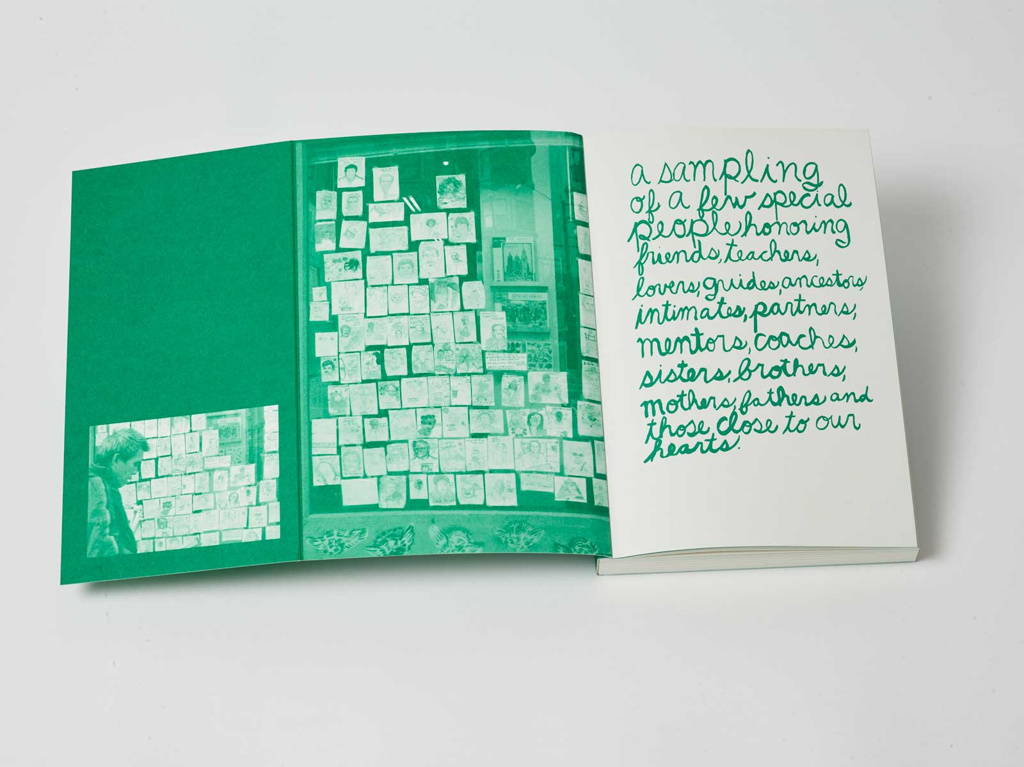 a sampling
of a few special
people honoring
friends, teachers,
lovers, guides, ancestors,
intimates, partners,
mentors, coaches,
sisters, brothers,
mothers, fathers and
those close to our
hearts.